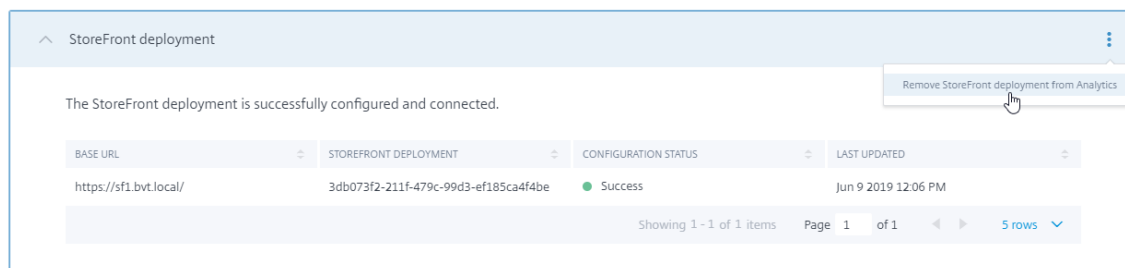 StoreFront deployment
Remove StoreFront deployment from Analytics
The StoreFront deployment is successfully configured and connected.
BASE URL STOREFRONT DEPLOYMENT CONFIGURATION STATUS LAST UPDATED
https://sf1.bvt.local/ 3db073f2-211f-479c-99d3-ef185ca4f4be Success Jun 9 2019 12:06 PM
Showing 1 - 1 of 1 items Page 1 of 1 5 rows